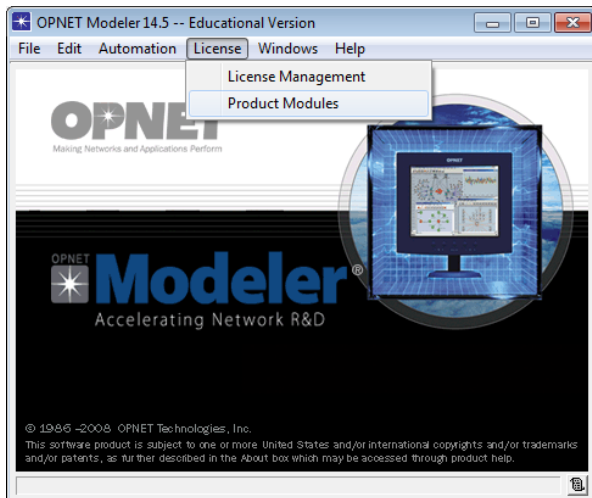 OPNET Modeler 14.5 -- Educational Version
File Edit Automation License Windows Help
License Management
Product Modules
OPNET
Making Networks and Applications Perform
OPNET
OPNET
Modeler®
Accelerating Network R&D
© 1986-2008 OPNET Technologies, Inc.
This software product is subject to one or more United States and/or international copyrights and/or trademarks
and/or patents, as further described in the About box which may be accessed through product help.